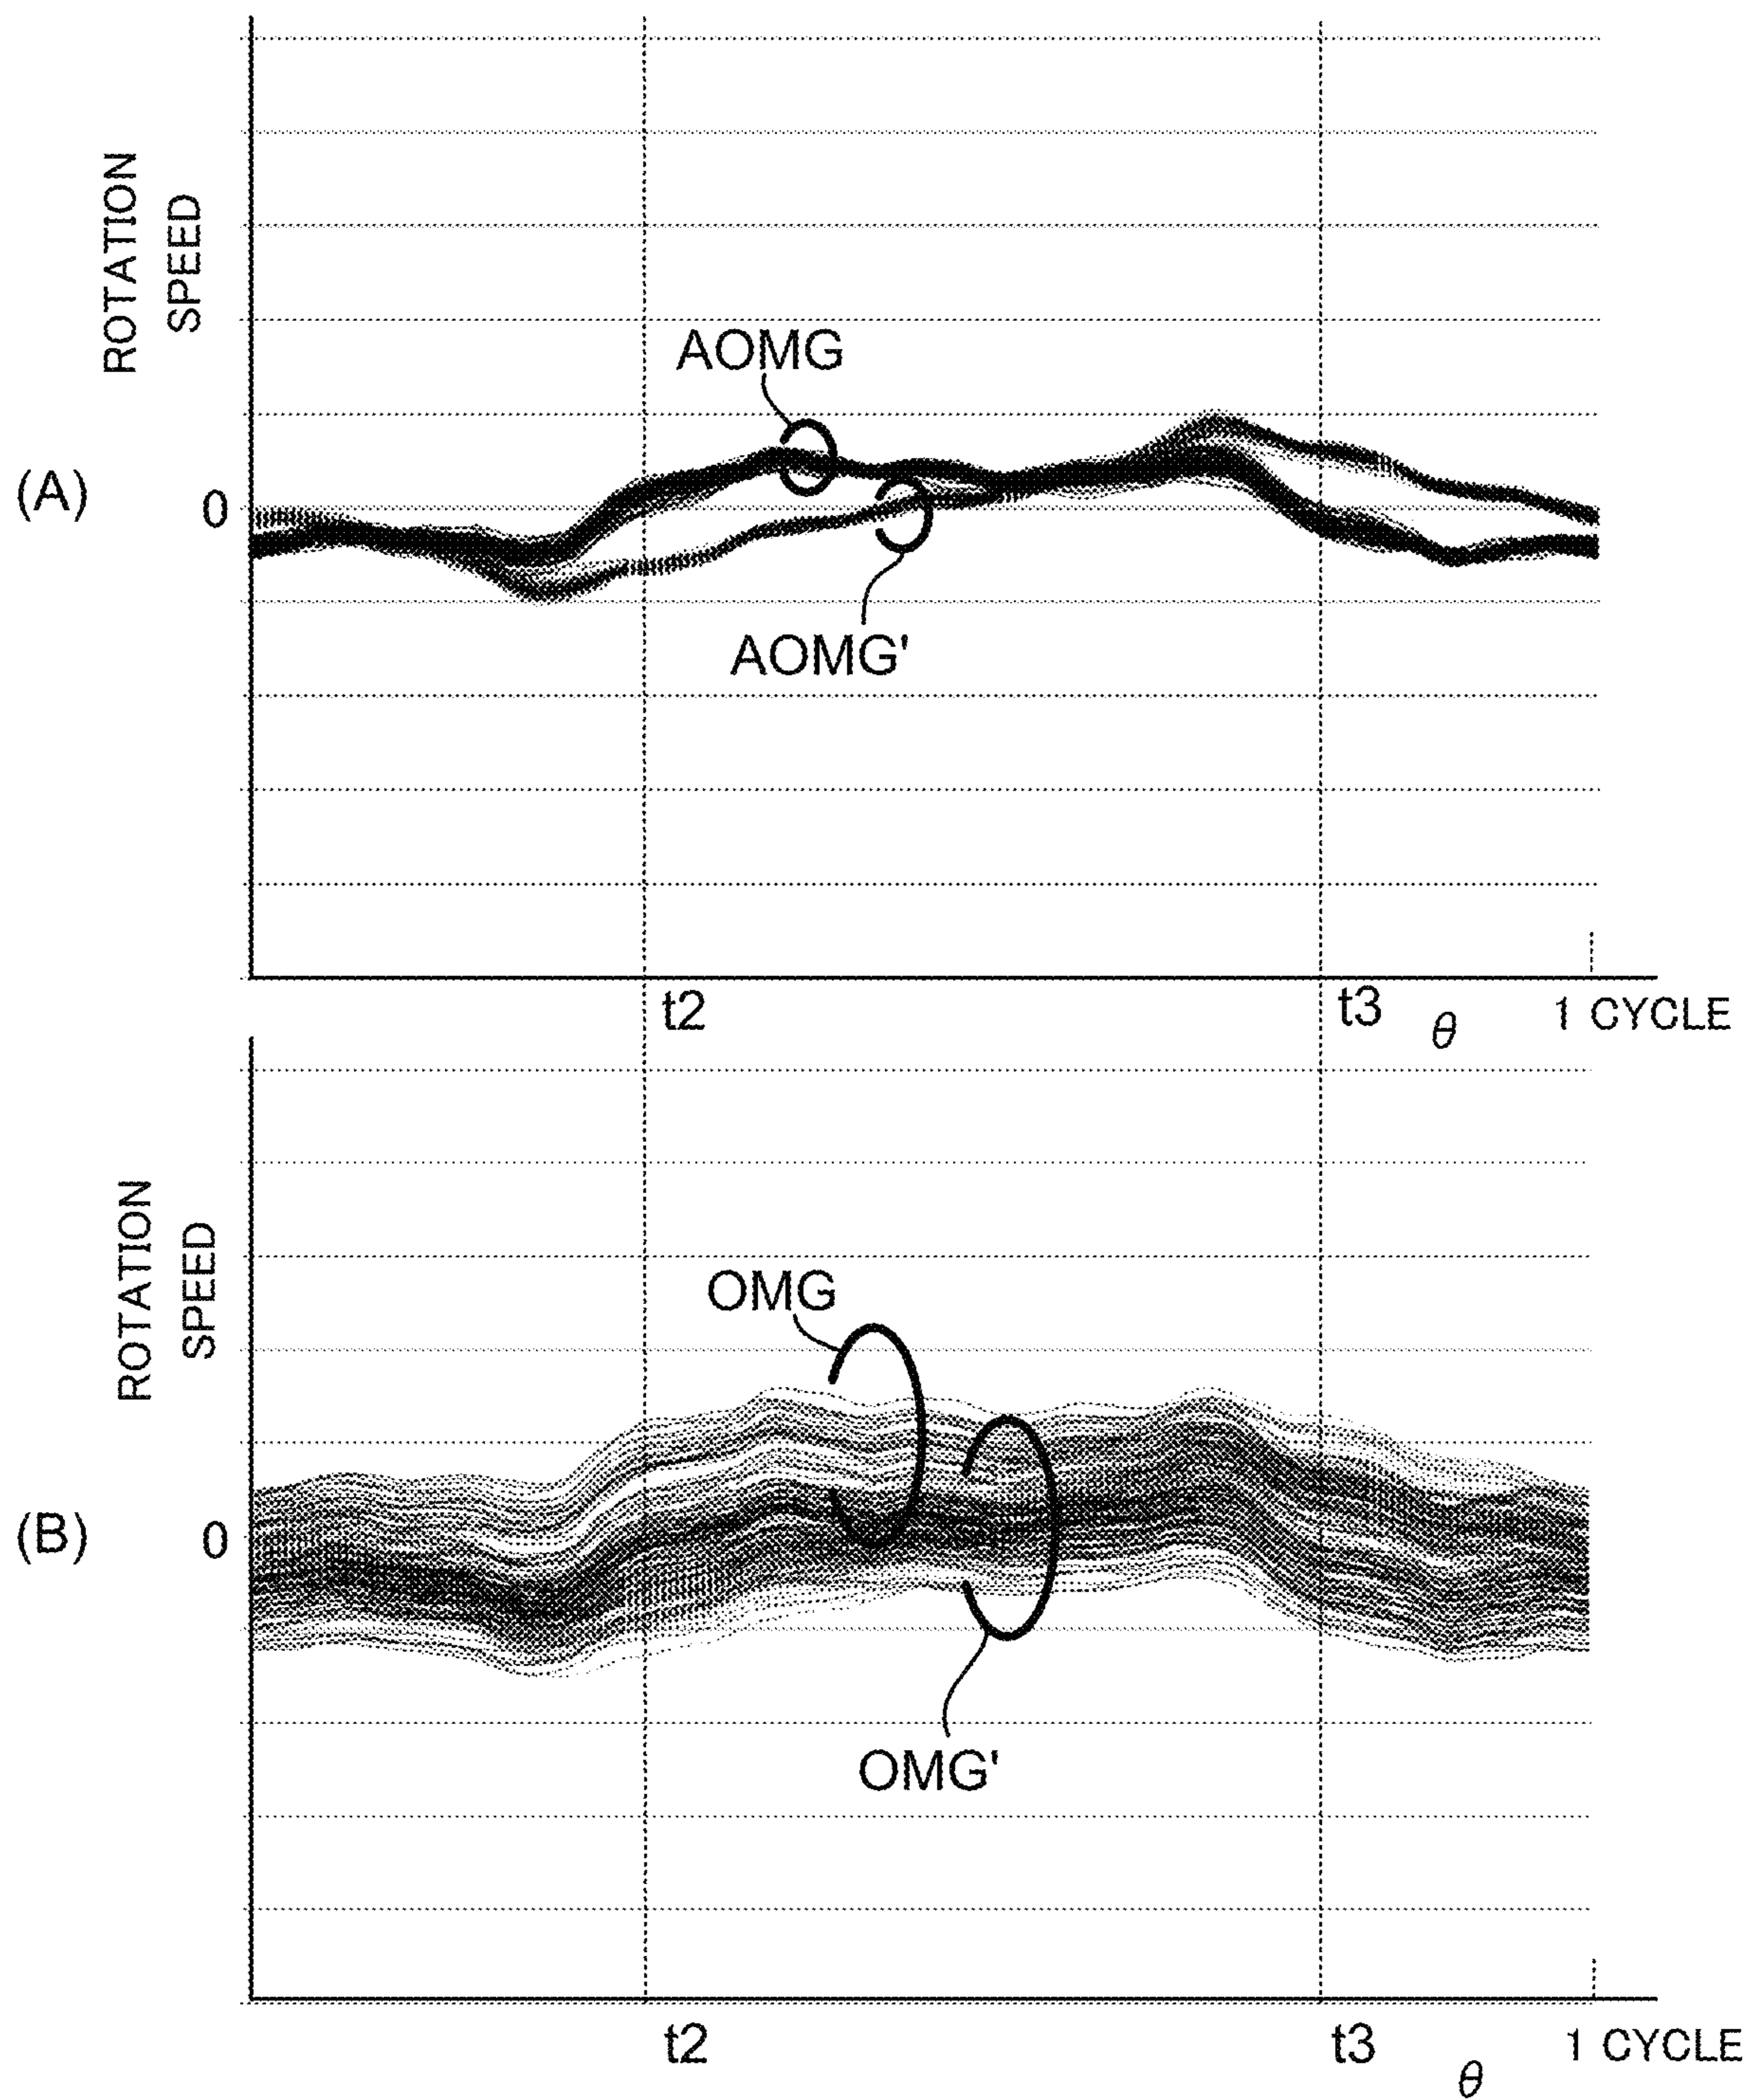 ROTATION
SPEED
AOMG
(A)
0
AOMG'
t2
t3
θ
1 CYCLE
ROTATION
SPEED
OMG
(B)
0
OMG'
t2
t3
θ
1 CYCLE